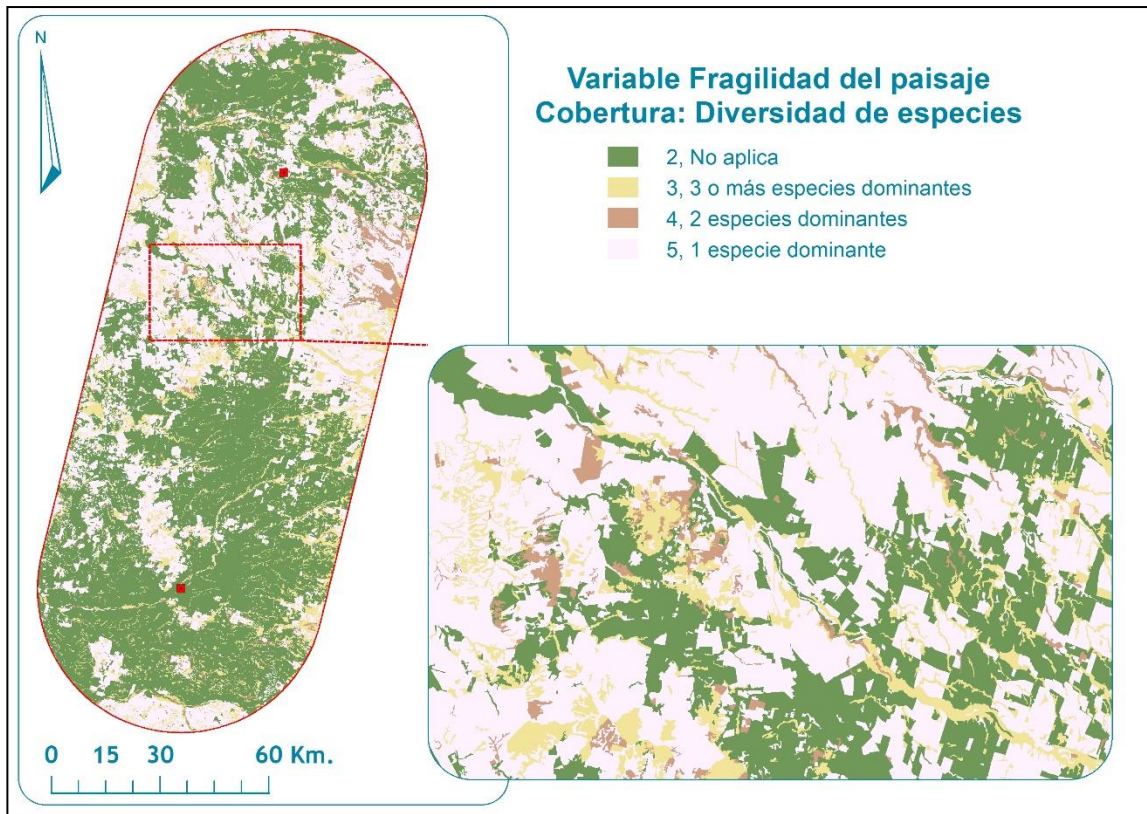 N
Variable Fragilidad del paisaje
Cobertura: Diversidad de especies
2, No aplica
3, 3 o más especies dominantes
4, 2 especies dominantes
5, 1 especie dominante
0 15 30 60 Km.